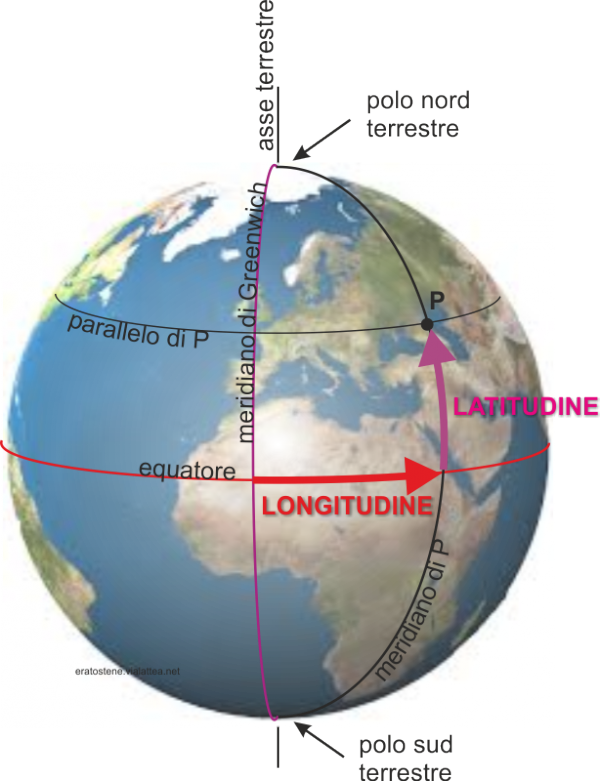 asse terrestre
polo nord
terrestre
meridiano di Greenwich
P
parallelo di P
LATITUDINE
equatore
LONGITUDINE
meridiano di P
eratostene.vialattea.net
polo sud
terrestre